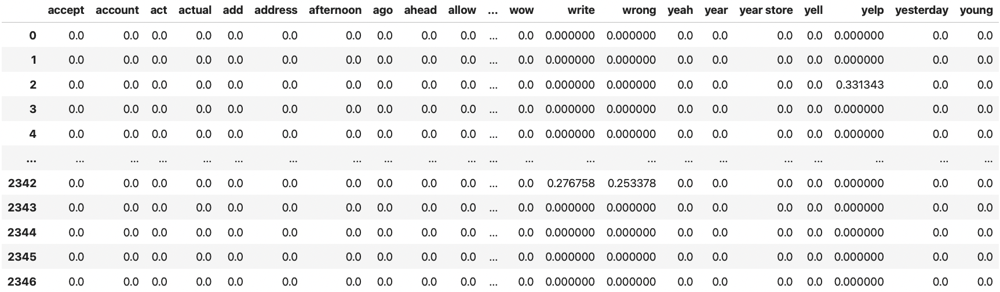 accept account act actual add address afternoon ago ahead allow ... wow write wrong yeah year year store yell yelp yesterday young
0 0.0 0.0 0.0 0.0 0.0 0.0 0.0 0.0 0.0 0.0 ... 0.0 0.000000 0.000000 0.0 0.0 0.0 0.0 0.000000 0.0 0.0
1 0.0 0.0 0.0 0.0 0.0 0.0 0.0 0.0 0.0 0.0 ... 0.0 0.000000 0.000000 0.0 0.0 0.0 0.0 0.000000 0.0 0.0
2 0.0 0.0 0.0 0.0 0.0 0.0 0.0 0.0 0.0 0.0 ... 0.0 0.000000 0.000000 0.0 0.0 0.0 0.0 0.331343 0.0 0.0
3 0.0 0.0 0.0 0.0 0.0 0.0 0.0 0.0 0.0 0.0 ... 0.0 0.000000 0.000000 0.0 0.0 0.0 0.0 0.000000 0.0 0.0
4 0.0 0.0 0.0 0.0 0.0 0.0 0.0 0.0 0.0 0.0 ... 0.0 0.000000 0.000000 0.0 0.0 0.0 0.0 0.000000 0.0 0.0
... ... ... ... ... ... ... ... ... ... ... ... ... ... ... ... ... ... ... ... ... ...
2342 0.0 0.0 0.0 0.0 0.0 0.0 0.0 0.0 0.0 0.0 ... 0.0 0.276758 0.253378 0.0 0.0 0.0 0.0 0.000000 0.0 0.0
2343 0.0 0.0 0.0 0.0 0.0 0.0 0.0 0.0 0.0 0.0 ... 0.0 0.000000 0.000000 0.0 0.0 0.0 0.0 0.000000 0.0 0.0
2344 0.0 0.0 0.0 0.0 0.0 0.0 0.0 0.0 0.0 0.0 ... 0.0 0.000000 0.000000 0.0 0.0 0.0 0.0 0.000000 0.0 0.0
2345 0.0 0.0 0.0 0.0 0.0 0.0 0.0 0.0 0.0 0.0 ... 0.0 0.000000 0.000000 0.0 0.0 0.0 0.0 0.000000 0.0 0.0
2346 0.0 0.0 0.0 0.0 0.0 0.0 0.0 0.0 0.0 0.0 ... 0.0 0.000000 0.000000 0.0 0.0 0.0 0.0 0.000000 0.0 0.0